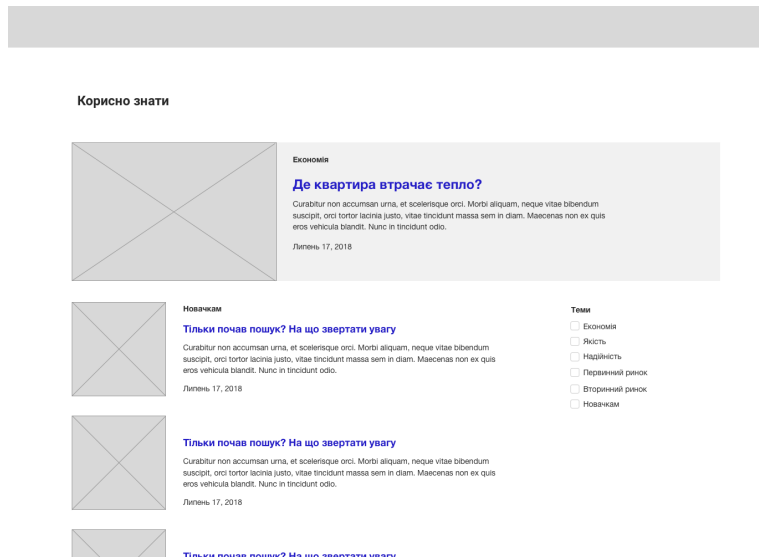 Корисно знати
Економія
Де квартира втрачає тепло?
Curabitur non accumsan urna, et scelerisque orci. Morbi aliquam, neque vitae bibendum
suscipit, orci tortor lacinia justo, vitae tincidunt massa sem in diam. Maecenas non ex quis
eros vehicula blandit. Nunc in tincidunt odio.
Липень 17, 2018
Новачкам
Тільки почав пошук? На що звертати увагу
Curabitur non accumsan urna, et scelerisque orci. Morbi aliquam, neque vitae bibendum
suscipit, orci tortor lacinia justo, vitae tincidunt massa sem in diam. Maecenas non ex quis
eros vehicula blandit. Nunc in tincidunt odio.
Липень 17, 2018
Тільки почав пошук? На що звертати увагу
Curabitur non accumsan urna, et scelerisque orci. Morbi aliquam, neque vitae bibendum
suscipit, orci tortor lacinia justo, vitae tincidunt massa sem in diam. Maecenas non ex quis
eros vehicula blandit. Nunc in tincidunt odio.
Липень 17, 2018
Тільки почав пошук? На що звертати увагу
Теми
Економія
Якість
Надійність
Первинний ринок
Вторинний ринок
Новачкам